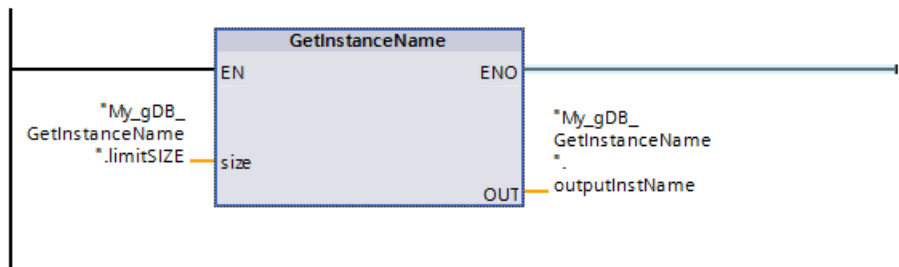 GetInstanceName
EN
ENO
"My_gDB_
GetInstanceName
".limitSIZE
size
"My_gDB_
GetInstanceName
".
outputInstName
OUT